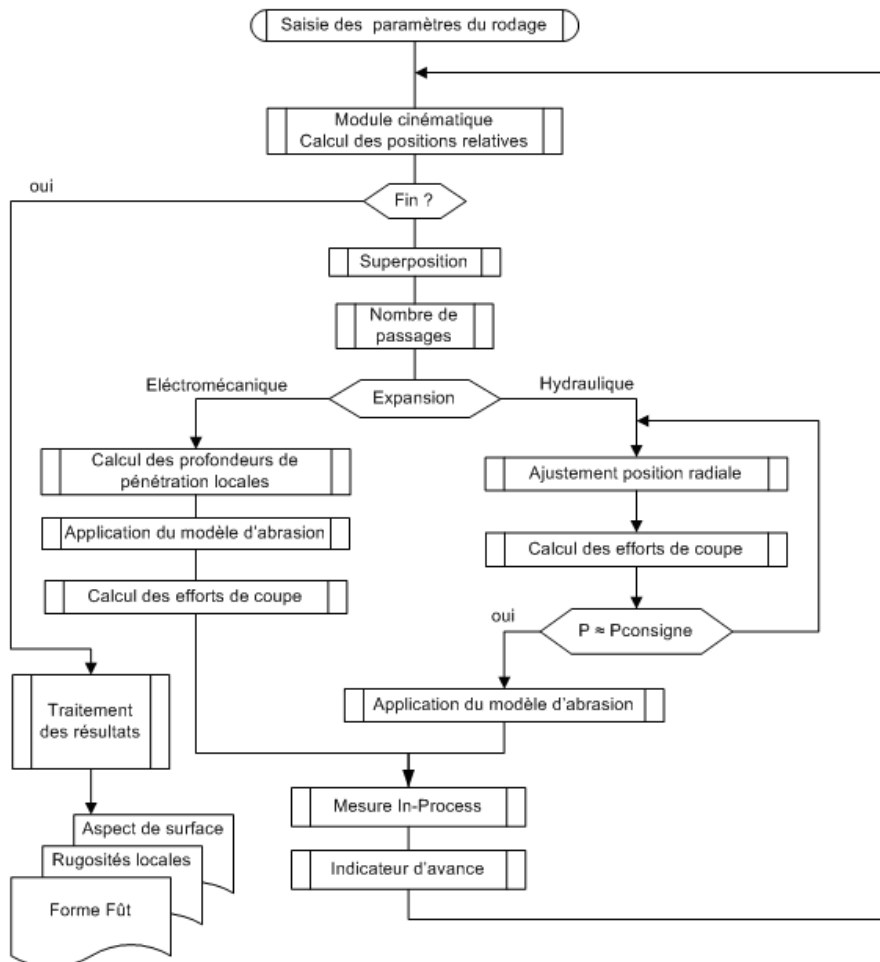 Saisie des paramètres du rodage
Module cinématique
Calcul des positions relatives
oui
Fin ?
Superposition
Nombre de
passages
Eléctromécanique
Expansion
Hydraulique
Calcul des profondeurs de
pénétration locales
Ajustement position radiale
Application du modèle d'abrasion
Calcul des efforts de coupe
Calcul des efforts de coupe
oui
P ≈ Pconsigne
Traitement
des résultats
Application du modèle d'abrasion
Mesure In-Process
Aspect de surface
Rugosités locales
Indicateur d'avance
Forme Fût